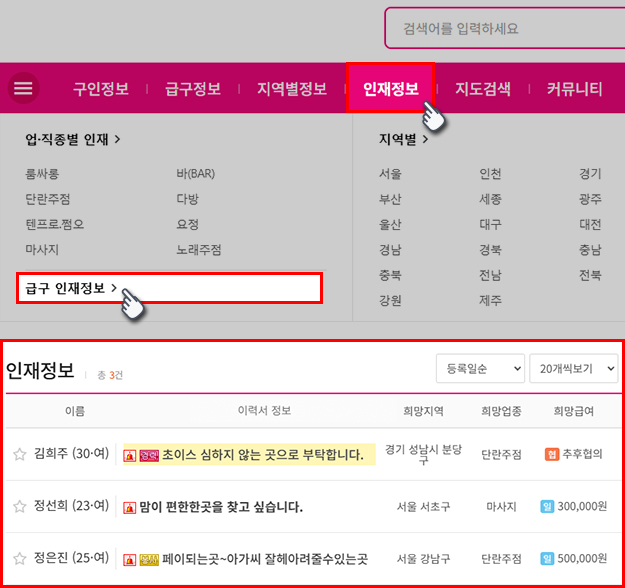 검색어를 입력하세요
구인정보 | 급구정보 | 지역별정보 | 인재정보 | 지도검색 | 커뮤니티
업·직종별 인재 >
룸싸롱 바(BAR)
단란주점 다방
텐프로.쩜오 요정
마사지 노래주점
급구 인재정보 >
지역별 >
서울 인천 경기
부산 세종 광주
울산 대구 대전
경남 경북 충남
충북 전남 전북
강원 제주
인재정보 | 총 3건 등록일순 20개씩보기
이름 이력서 정보 희망지역 희망업종 희망급여
김희주 (30·여) 초이스 심하지 않는 곳으로 부탁합니다. 경기 성남시 분당구 단란주점 협 추후협의
정선희 (23·여) 맘이 편한한곳을 찾고 싶습니다. 서울 서초구 마사지 일 300,000원
정은진 (25·여) 페이되는곳~아가씨 잘헤아려줄수있는곳 서울 강남구 단란주점 일 500,000원